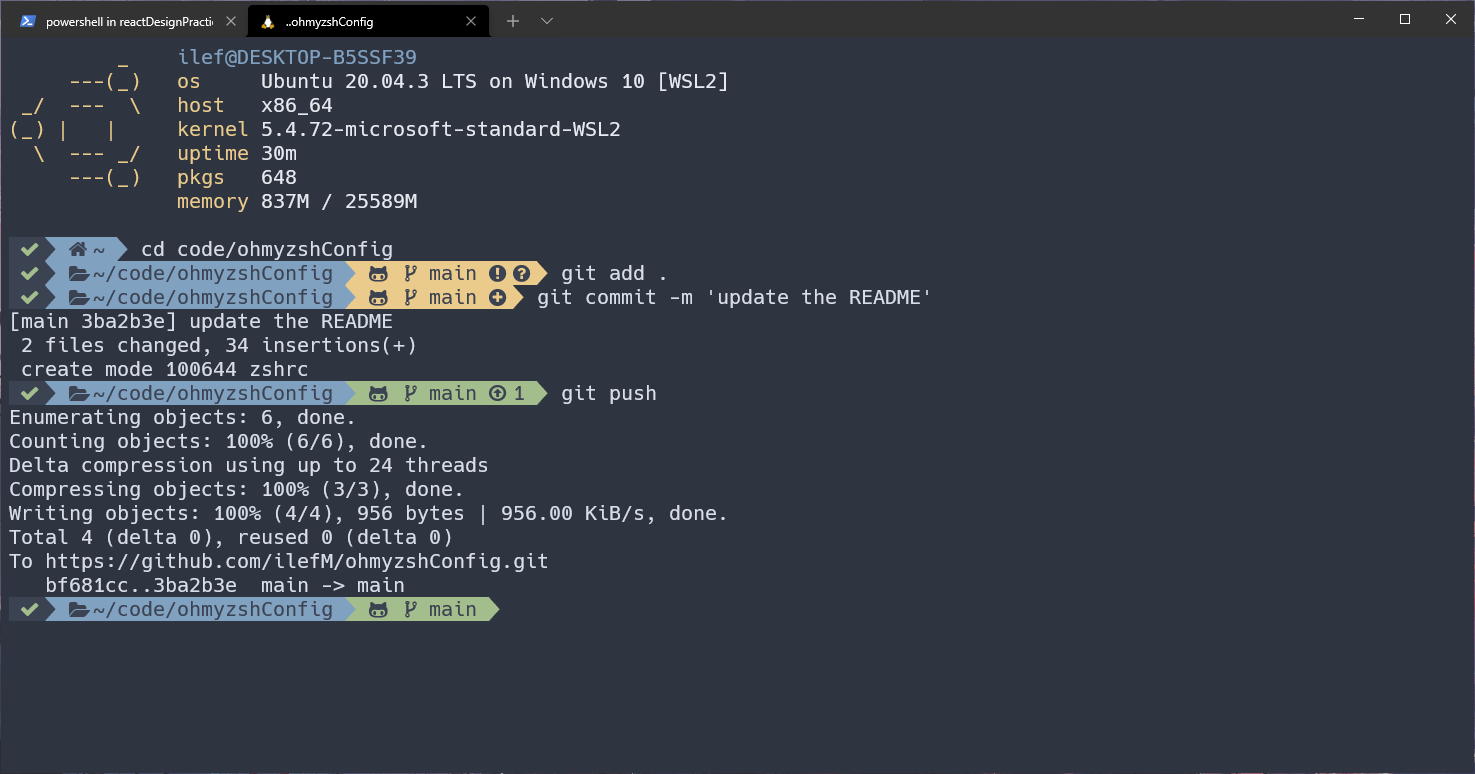 powershell in reactDesignPractic
..ohmyzshConfig
ilef@DESKTOP-B5SSF39
os Ubuntu 20.04.3 LTS on Windows 10 [WSL2]
host x86_64
kernel 5.4.72-microsoft-standard-WSL2
uptime 30m
pkgs 648
memory 837M / 25589M
~ cd code/ohmyzshConfig
~/code/ohmyzshConfig main ! ? git add .
~/code/ohmyzshConfig main + git commit -m 'update the README'
[main 3ba2b3e] update the README
2 files changed, 34 insertions(+)
create mode 100644 zshrc
~/code/ohmyzshConfig main 1 git push
Enumerating objects: 6, done.
Counting objects: 100% (6/6), done.
Delta compression using up to 24 threads
Compressing objects: 100% (3/3), done.
Writing objects: 100% (4/4), 956 bytes | 956.00 KiB/s, done.
Total 4 (delta 0), reused 0 (delta 0)
To https://github.com/ilefM/ohmyzshConfig.git
bf681cc..3ba2b3e main -> main
~/code/ohmyzshConfig main